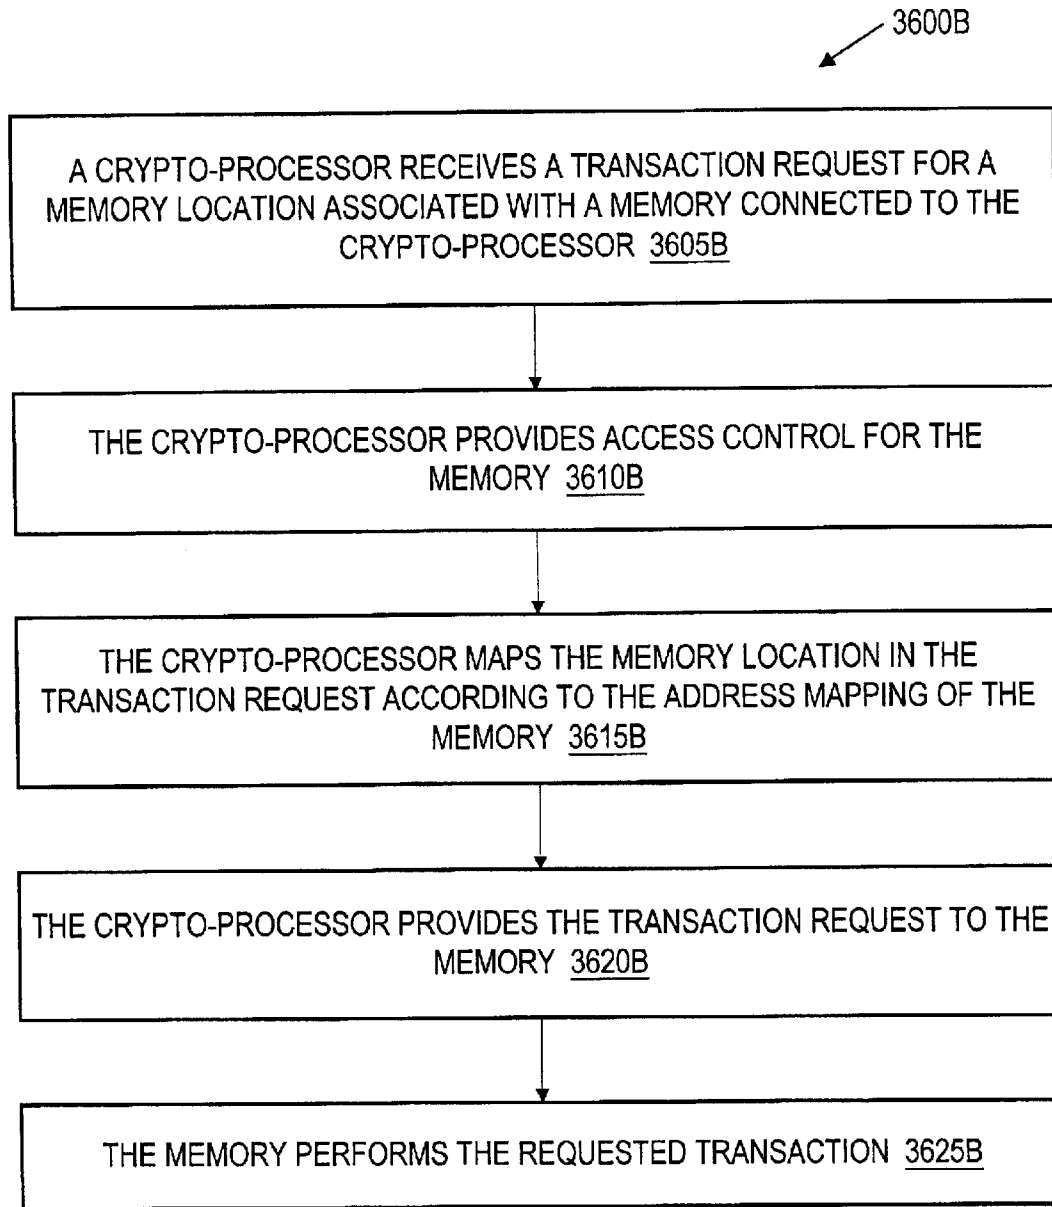 3600B
A CRYPTO-PROCESSOR RECEIVES A TRANSACTION REQUEST FOR A
MEMORY LOCATION ASSOCIATED WITH A MEMORY CONNECTED TO THE
CRYPTO-PROCESSOR 3605B
THE CRYPTO-PROCESSOR PROVIDES ACCESS CONTROL FOR THE
MEMORY 3610B
THE CRYPTO-PROCESSOR MAPS THE MEMORY LOCATION IN THE
TRANSACTION REQUEST ACCORDING TO THE ADDRESS MAPPING OF THE
MEMORY 3615B
THE CRYPTO-PROCESSOR PROVIDES THE TRANSACTION REQUEST TO THE
MEMORY 3620B
THE MEMORY PERFORMS THE REQUESTED TRANSACTION 3625B